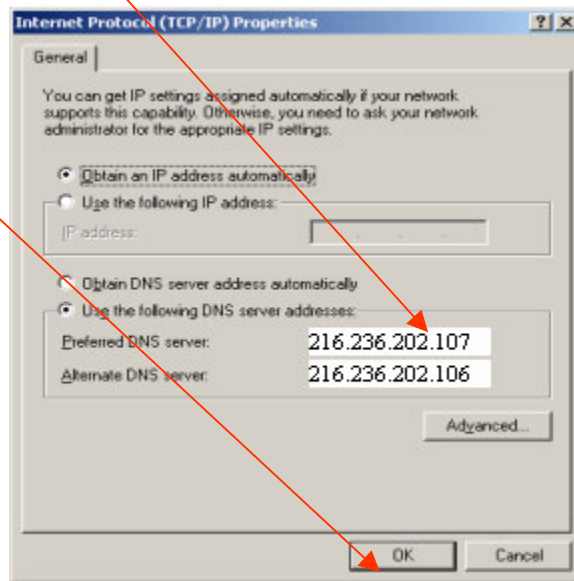 Internet Protocol (TCP/IP) Properties
General
You can get IP settings assigned automatically if your network
supports this capability. Otherwise, you need to ask your network
administrator for the appropriate IP settings.
Obtain an IP address automatically
Use the following IP address:
IP address:
Obtain DNS server address automatically
Use the following DNS server addresses:
Preferred DNS server: 216.236.202.107
Alternate DNS server: 216.236.202.106
Advanced...
OK Cancel